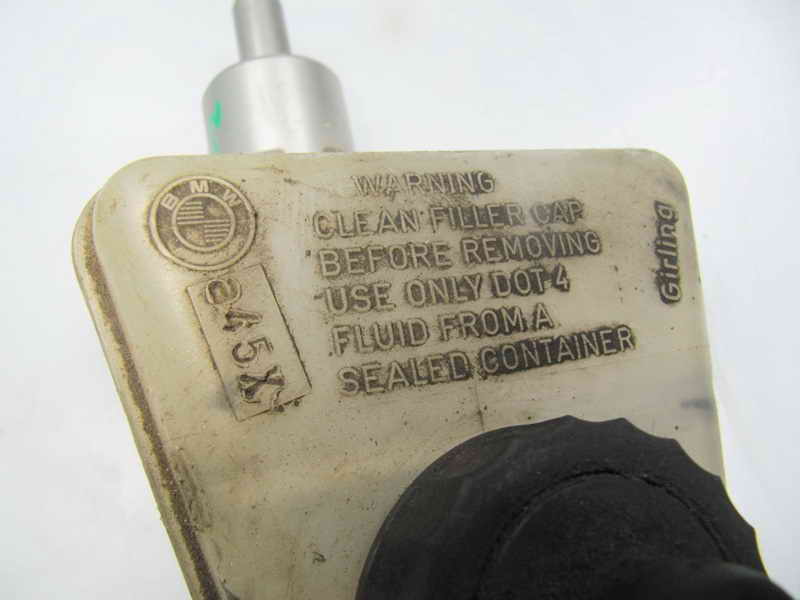 BMW
WARNING
CLEAN FILLER CAP
BEFORE REMOVING
USE ONLY DOT 4
FLUID FROM A
SEALED CONTAINER
Girling